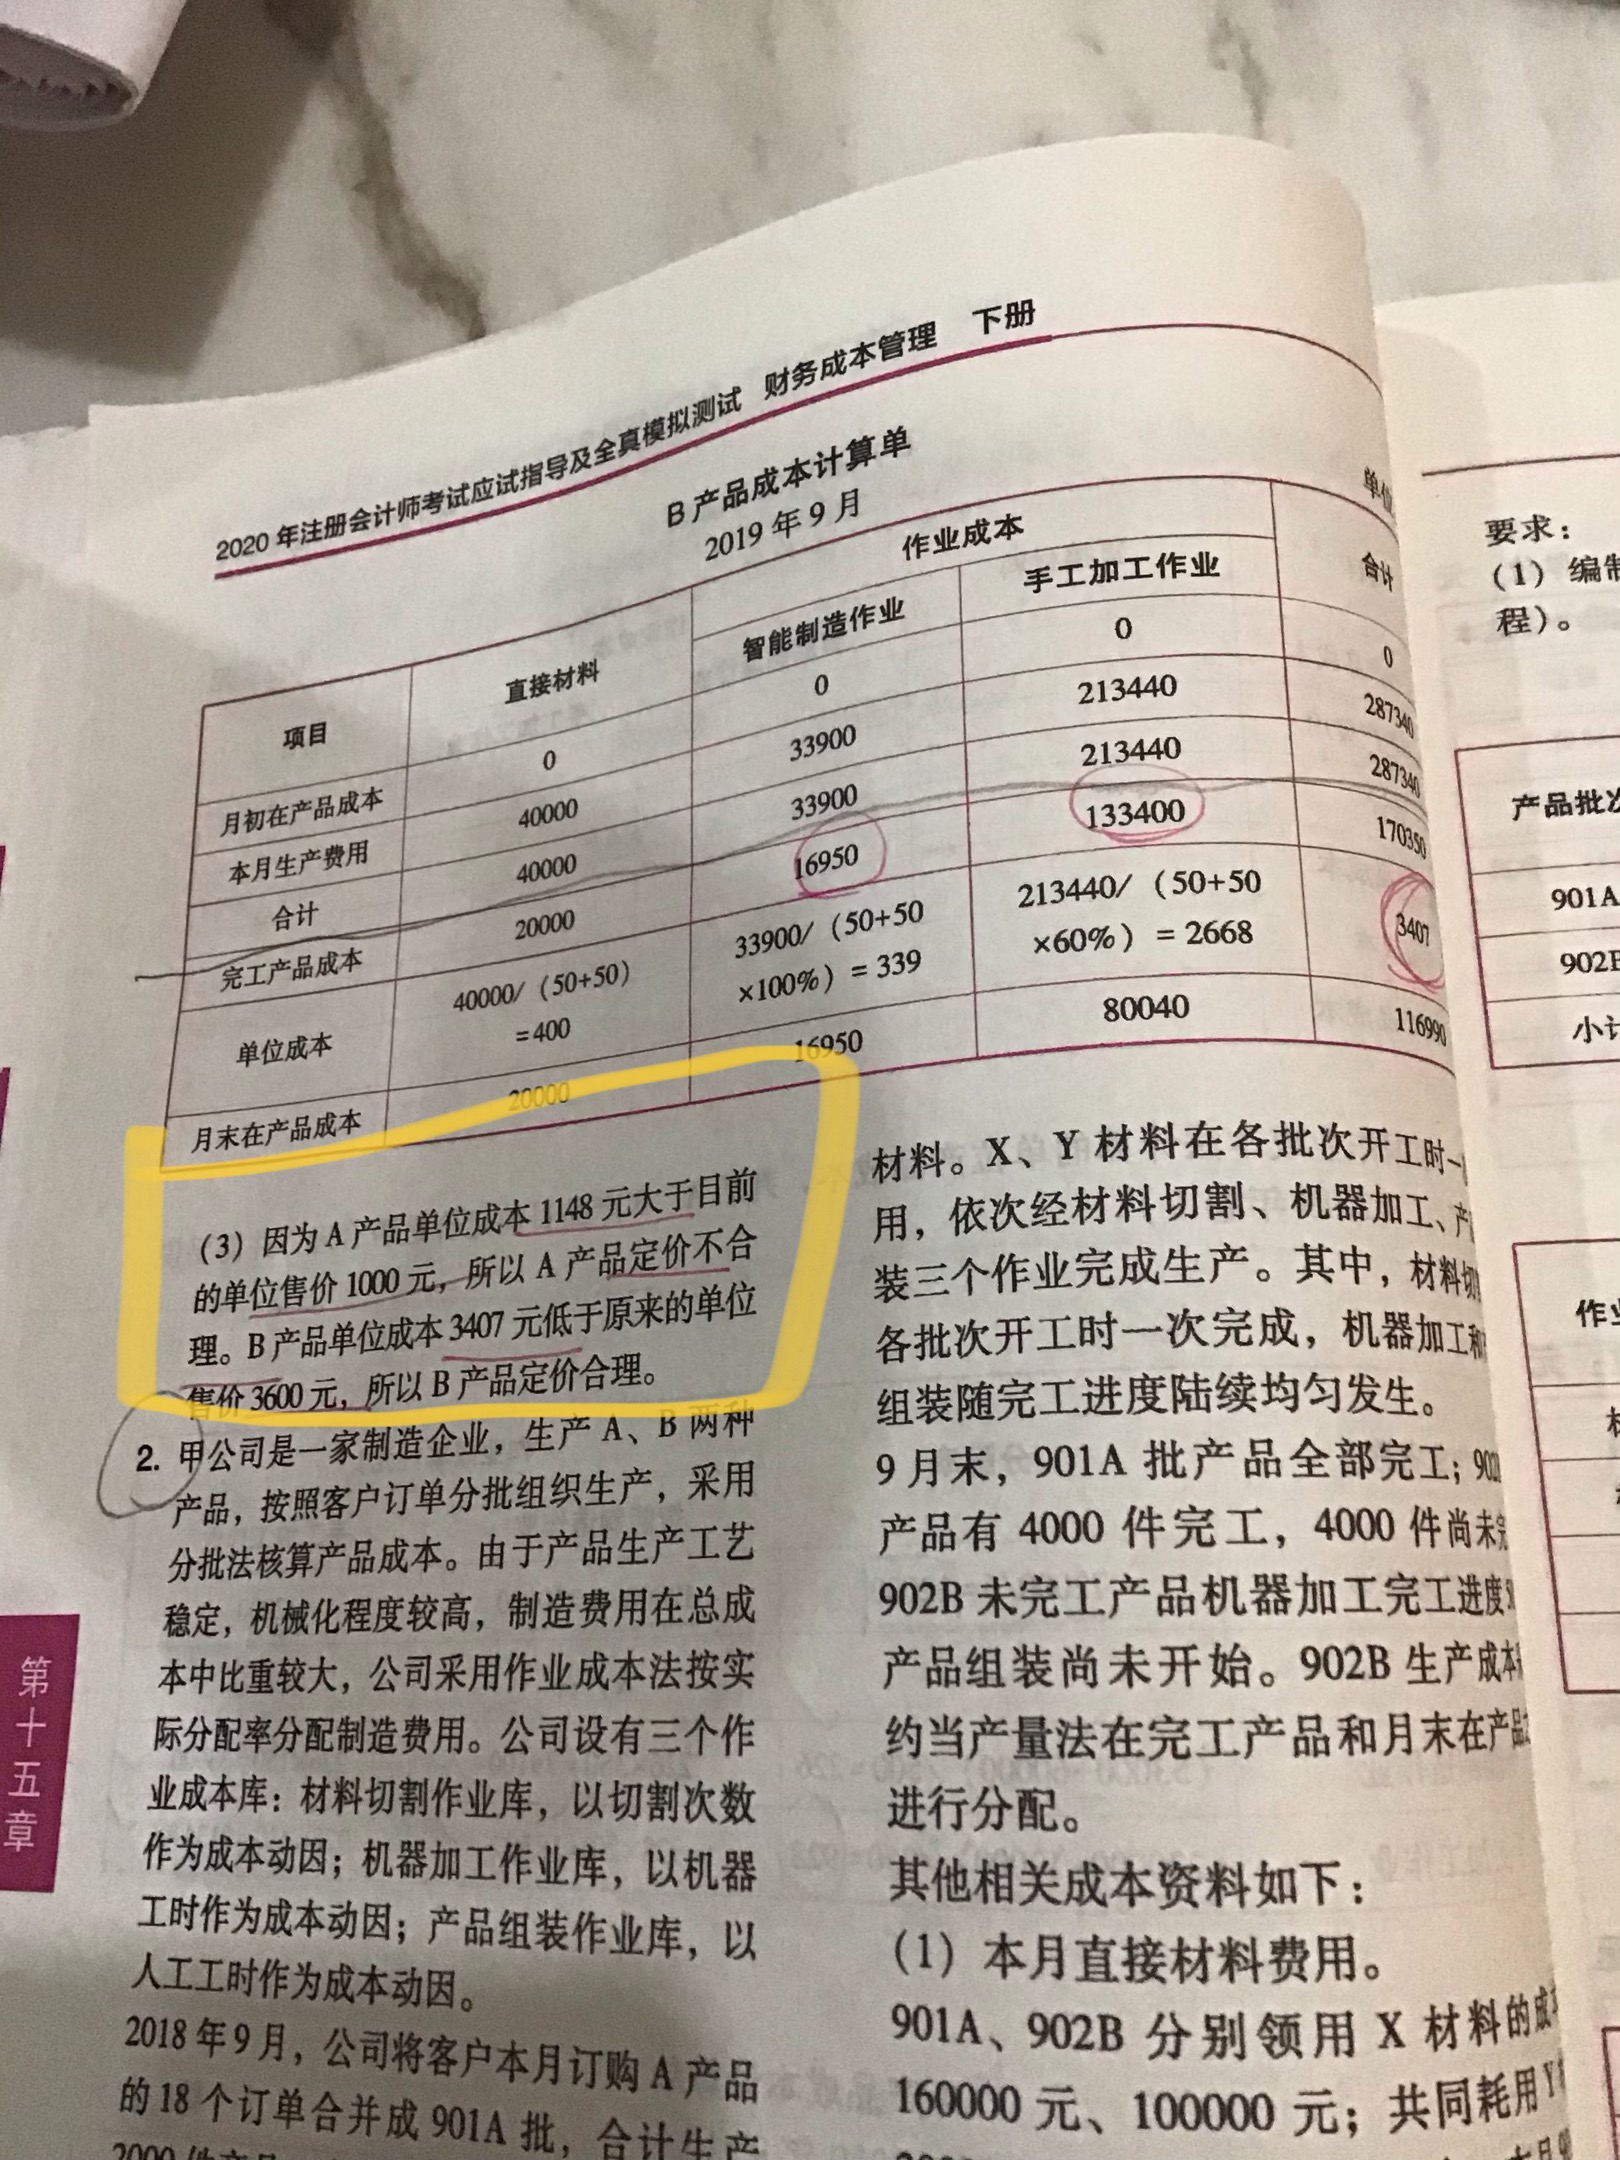 2020年注册会计师考试应试指导及全真模拟测试 财务成本管理 下册
B产品成本计算单
2019年9月
单位
项目 直接材料 作业成本 合计
智能制造作业 手工加工作业
月初在产品成本 0 0 0 0
本月生产费用 40000 33900 213440 287340
合计 40000 33900 213440 287340
完工产品成本 20000 16950 133400 170350
单位成本 40000/（50+50）=400 33900/（50+50×100%）=339 213440/（50+50×60%）=2668 3407
月末在产品成本 20000 16950 80040 116990
（3）因为A产品单位成本1148元大于目前
的单位售价1000元，所以A产品定价不合
理。B产品单位成本3407元低于原来的单位
售价3600元，所以B产品定价合理。
2. 甲公司是一家制造企业，生产A、B两种
产品，按照客户订单分批组织生产，采用
分批法核算产品成本。由于产品生产工艺
稳定，机械化程度较高，制造费用在总成
本中比重较大，公司采用作业成本法按实
际分配率分配制造费用。公司设有三个作
业成本库：材料切割作业库，以切割次数
作为成本动因；机器加工作业库，以机器
工时作为成本动因；产品组装作业库，以
人工工时作为成本动因。
2018年9月，公司将客户本月订购A产品
的18个订单合并成901A批，合计生产
材料。X、Y材料在各批次开工时一
用，依次经材料切割、机器加工、产
装三个作业完成生产。其中，材料切
各批次开工时一次完成，机器加工和
组装随完工进度陆续均匀发生。
9月末，901A批产品全部完工；902
产品有4000件完工，4000件尚未完
902B未完工产品机器加工完工进度
产品组装尚未开始。902B生产成本
约当产量法在完工产品和月末在产品
进行分配。
其他相关成本资料如下：
（1）本月直接材料费用。
901A、902B分别领用X材料的成
160000元、100000元；共同耗用Y
第十五章
要求：
（1）编制
程）。
产品批次
901A
902B
小计
作业